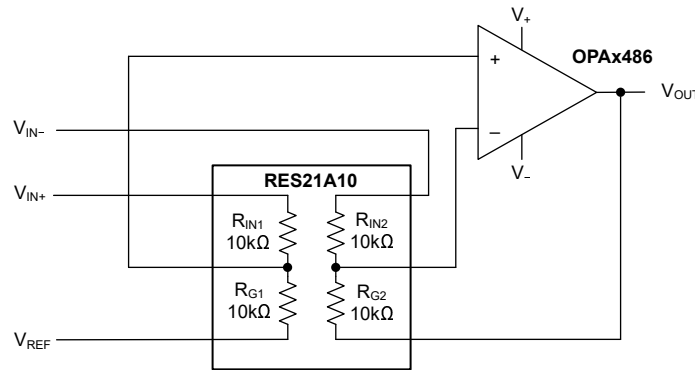 V+
OPAx486
+
VOUT
VIN−
−
V−
RES21A10
VIN+
RIN1
10kΩ
RIN2
10kΩ
RG1
10kΩ
RG2
10kΩ
VREF